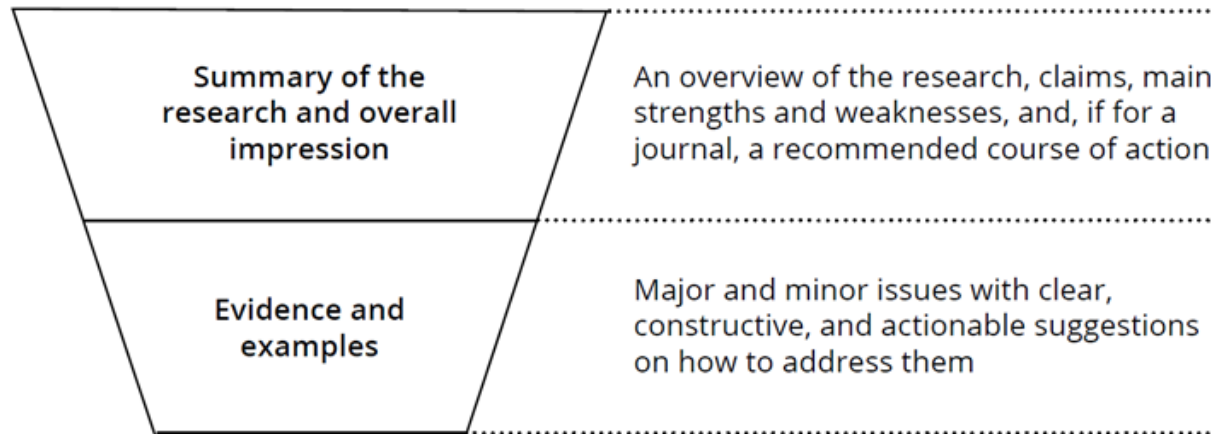 Summary of the
research and overall
impression
An overview of the research, claims, main
strengths and weaknesses, and, if for a
journal, a recommended course of action
Evidence and
examples
Major and minor issues with clear,
constructive, and actionable suggestions
on how to address them